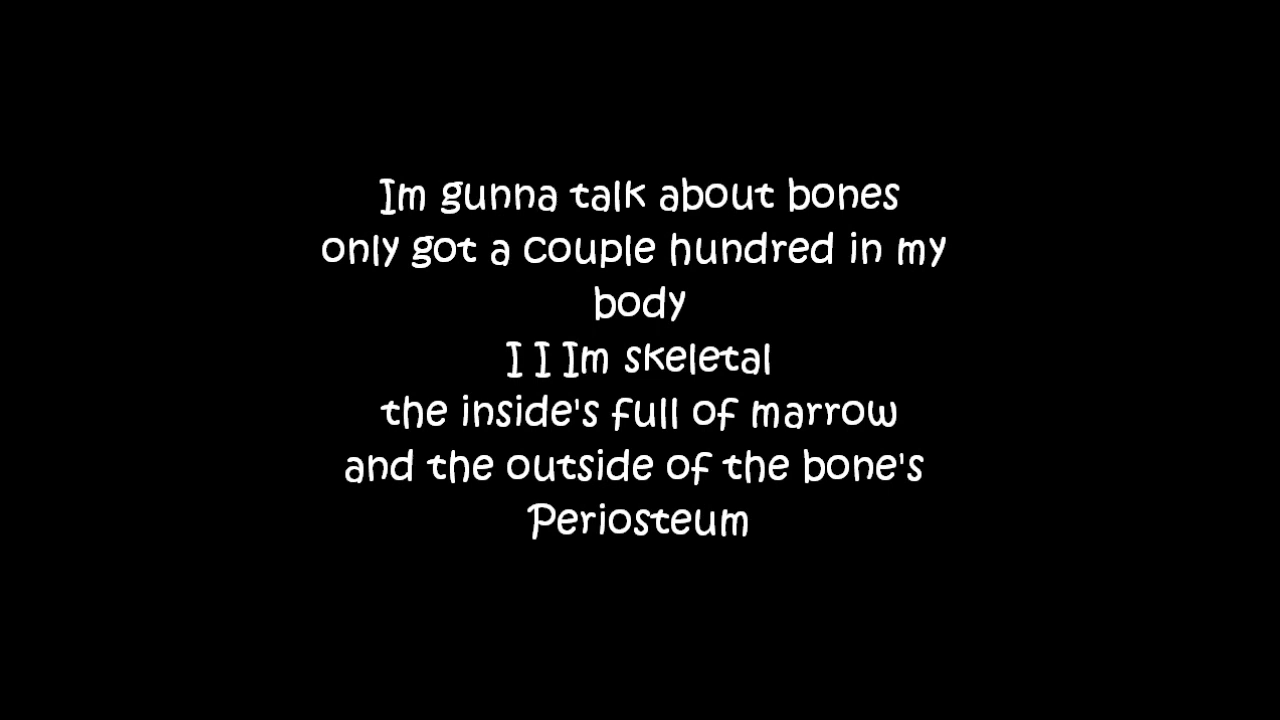 Im gunna talk about bones
only got a couple hundred in my
body
I I Im skeletal
the inside's full of marrow
and the outside of the bone's
Periosteum